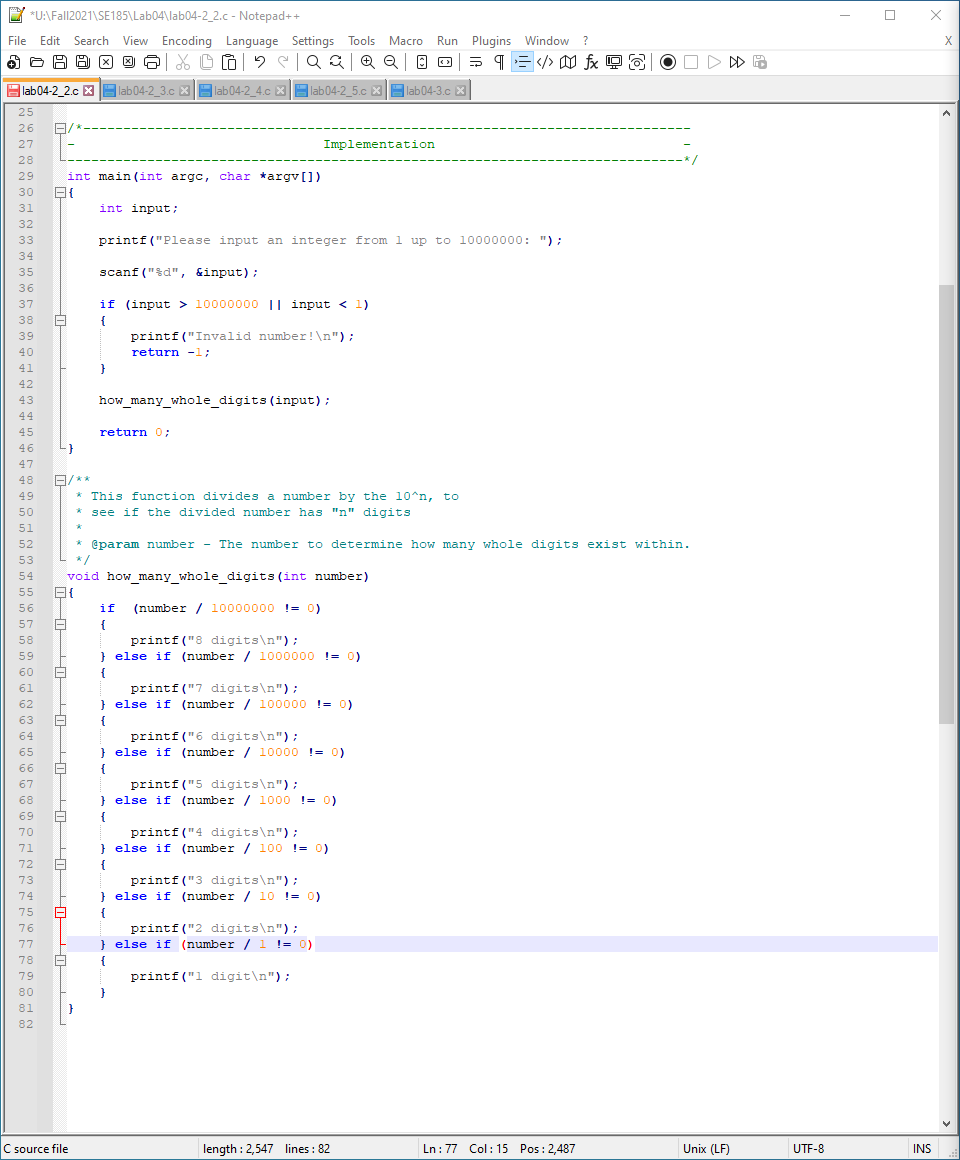 *U:\Fall2021\SE185\Lab04\lab04-2_2.c - Notepad++
File Edit Search View Encoding Language Settings Tools Macro Run Plugins Window ? X
lab04-2_2.c lab04-2_3.c lab04-2_4.c lab04-2_5.c lab04-3.c
25
26 /*----------------------------------------------------------------------------
27 - Implementation -
28 -----------------------------------------------------------------------------*/
29 int main(int argc, char *argv[])
30 {
31     int input;
32
33     printf("Please input an integer from 1 up to 10000000: ");
34
35     scanf("%d", &input);
36
37     if (input > 10000000 || input < 1)
38     {
39         printf("Invalid number!\n");
40         return -1;
41     }
42
43     how_many_whole_digits(input);
44
45     return 0;
46 }
47
48 /**
49  * This function divides a number by the 10^n, to
50  * see if the divided number has "n" digits
51  *
52  * @param number - The number to determine how many whole digits exist within.
53  */
54 void how_many_whole_digits(int number)
55 {
56     if  (number / 10000000 != 0)
57     {
58         printf("8 digits\n");
59     } else if (number / 1000000 != 0)
60     {
61         printf("7 digits\n");
62     } else if (number / 100000 != 0)
63     {
64         printf("6 digits\n");
65     } else if (number / 10000 != 0)
66     {
67         printf("5 digits\n");
68     } else if (number / 1000 != 0)
69     {
70         printf("4 digits\n");
71     } else if (number / 100 != 0)
72     {
73         printf("3 digits\n");
74     } else if (number / 10 != 0)
75     {
76         printf("2 digits\n");
77     } else if (number / 1 != 0)
78     {
79         printf("1 digit\n");
80     }
81 }
82
C source file length : 2,547 lines : 82 Ln : 77 Col : 15 Pos : 2,487 Unix (LF) UTF-8 INS